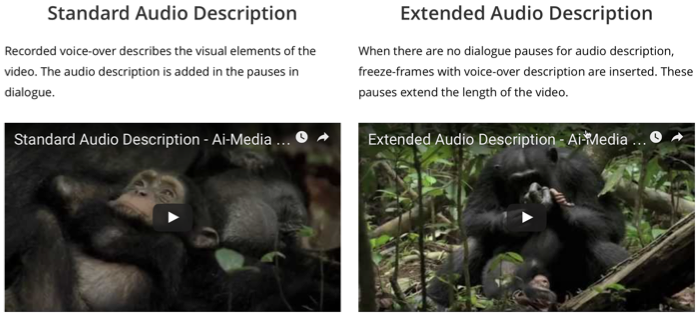 Standard Audio Description
Recorded voice-over describes the visual elements of the
video. The audio description is added in the pauses in
dialogue.
Standard Audio Description - Ai-Media ...
Extended Audio Description
When there are no dialogue pauses for audio description,
freeze-frames with voice-over description are inserted. These
pauses extend the length of the video.
Extended Audio Description - Ai-Media ...